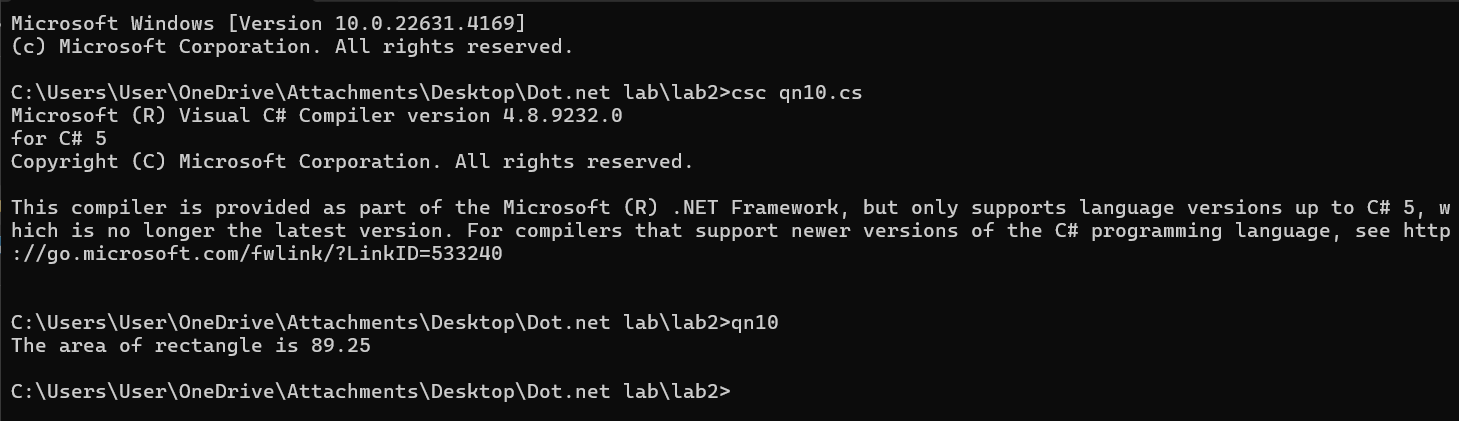 Microsoft Windows [Version 10.0.22631.4169]
(c) Microsoft Corporation. All rights reserved.
C:\Users\User\OneDrive\Attachments\Desktop\Dot.net lab\lab2>csc qn10.cs
Microsoft (R) Visual C# Compiler version 4.8.9232.0
for C# 5
Copyright (C) Microsoft Corporation. All rights reserved.
This compiler is provided as part of the Microsoft (R) .NET Framework, but only supports language versions up to C# 5, w
hich is no longer the latest version. For compilers that support newer versions of the C# programming language, see http
://go.microsoft.com/fwlink/?LinkID=533240
C:\Users\User\OneDrive\Attachments\Desktop\Dot.net lab\lab2>qn10
The area of rectangle is 89.25
C:\Users\User\OneDrive\Attachments\Desktop\Dot.net lab\lab2>